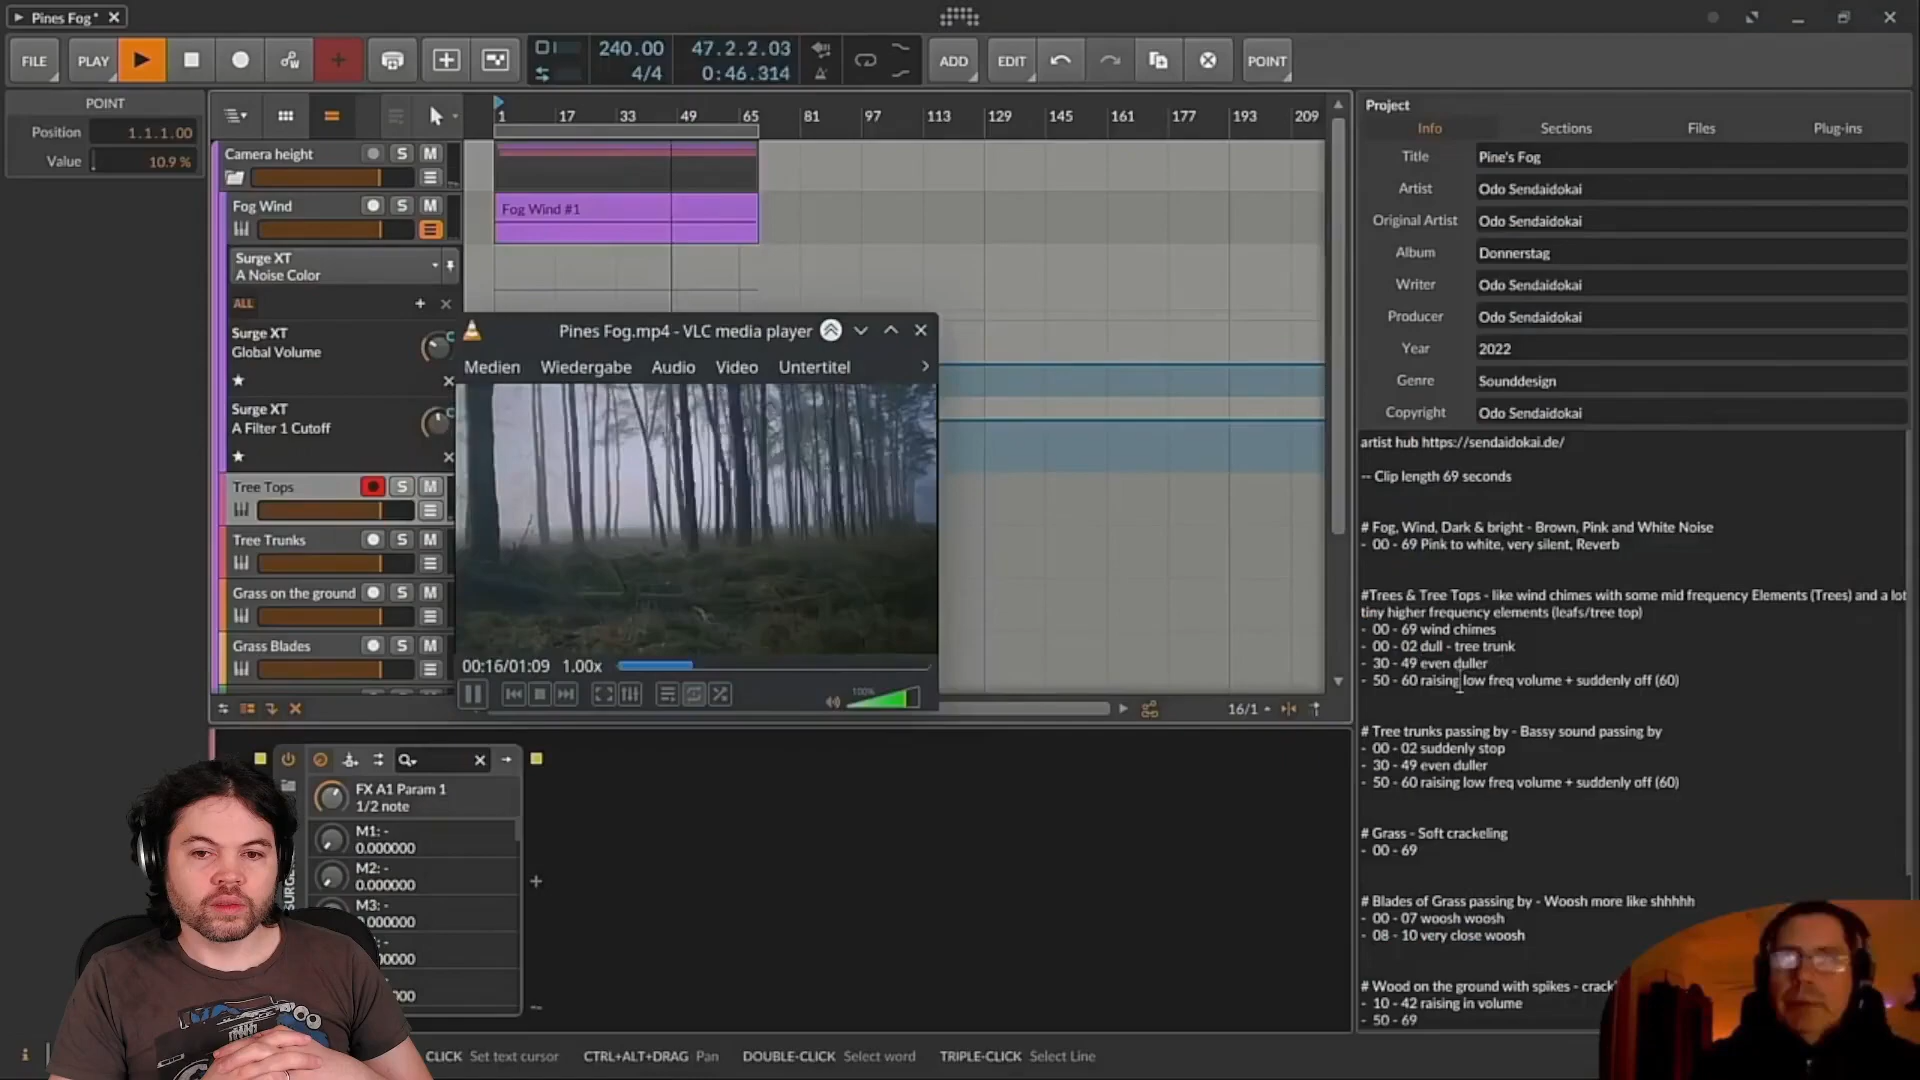 Pines Fog*
FILE
PLAY
240.00
4/4
47.2.2.03
0:46.314
ADD
EDIT
POINT
POINT
Position 1.1.1.00
Value 10.9 %
1 17 33 49 65 81 97 113 129 145 161 177 193 209
Camera height S M
Fog Wind S M
Fog Wind #1
Surge XT
A Noise Color
ALL
Surge XT
Global Volume
Surge XT
A Filter 1 Cutoff
Tree Tops S M
Tree Trunks S M
Grass on the ground S M
Grass Blades S M
Pines Fog.mp4 - VLC media player
Medien Wiedergabe Audio Video Untertitel
00:16/01:09 1.00x
100%
16/1
FX A1 Param 1
1/2 note
M1: -
0.000000
M2: -
0.000000
M3: -
0.000000
Project
Info Sections Files Plug-ins
Title Pine's Fog
Artist Odo Sendaidokai
Original Artist Odo Sendaidokai
Album Donnerstag
Writer Odo Sendaidokai
Producer Odo Sendaidokai
Year 2022
Genre Sounddesign
Copyright Odo Sendaidokai
artist hub https://sendaidokai.de/
-- Clip length 69 seconds
# Fog, Wind, Dark & bright - Brown, Pink and White Noise
- 00 - 69 Pink to white, very silent, Reverb
#Trees & Tree Tops - like wind chimes with some mid frequency Elements (Trees) and a lot
tiny higher frequency elements (leafs/tree top)
- 00 - 69 wind chimes
- 00 - 02 dull - tree trunk
- 30 - 49 even duller
- 50 - 60 raising low freq volume + suddenly off (60)
# Tree trunks passing by - Bassy sound passing by
- 00 - 02 suddenly stop
- 30 - 49 even duller
- 50 - 60 raising low freq volume + suddenly off (60)
# Grass - Soft crackeling
- 00 - 69
# Blades of Grass passing by - Woosh more like shhhhh
- 00 - 07 woosh woosh
- 08 - 10 very close woosh
# Wood on the ground with spikes - crack
- 10 - 42 raising in volume
- 50 - 69
CLICK Set text cursor CTRL+ALT+DRAG Pan DOUBLE-CLICK Select word TRIPLE-CLICK Select Line